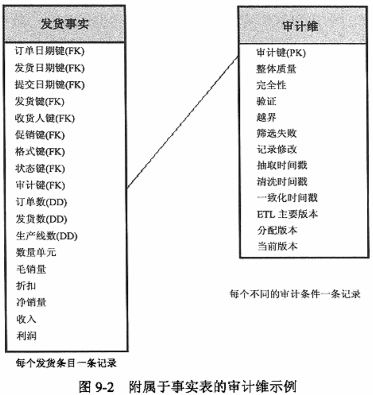 发货事实
订单日期键(FK)
发货日期键(FK)
提交日期键(FK)
发货键(FK)
收货人键(FK)
促销键(FK)
格式键(FK)
状态键(FK)
审计键(FK)
订单数(DD)
发货数(DD)
生产线数(DD)
数量单元
毛销量
折扣
净销量
收入
利润
每个发货条目一条记录
审计维
审计键(PK)
整体质量
完全性
验证
越界
筛选失败
记录修改
抽取时间戳
清洗时间戳
一致化时间戳
ETL 主要版本
分配版本
当前版本
每个不同的审计条件一条记录
图 9-2 附属于事实表的审计维示例